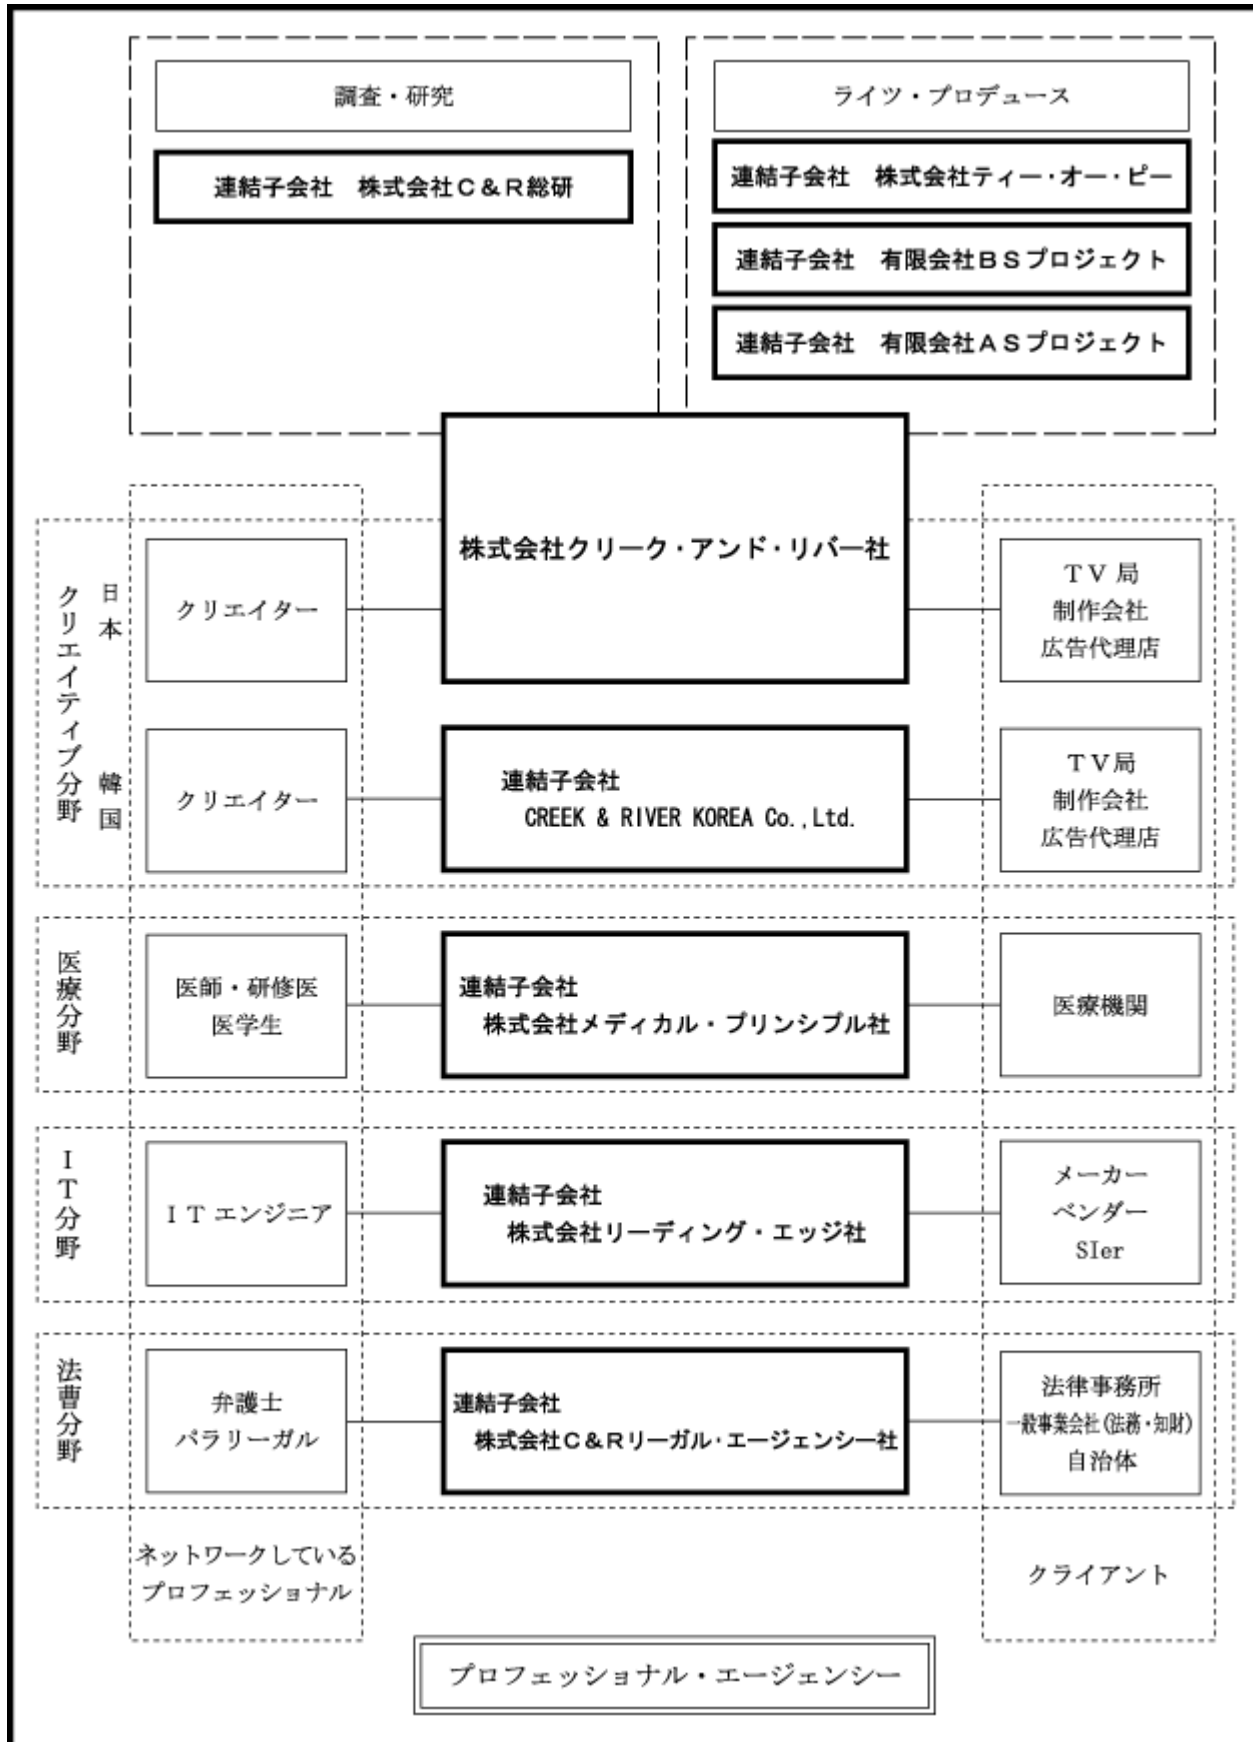 調査・研究
連結子会社　株式会社Ｃ＆Ｒ総研
ライツ・プロデュース
連結子会社　株式会社ティー・オー・ピー
連結子会社　有限会社ＢＳプロジェクト
連結子会社　有限会社ＡＳプロジェクト
クリエイティブ分野
日本
クリエイター
株式会社クリーク・アンド・リバー社
ＴＶ局
制作会社
広告代理店
韓国
クリエイター
連結子会社
CREEK & RIVER KOREA Co.,Ltd.
ＴＶ局
制作会社
広告代理店
医療分野
医師・研修医
医学生
連結子会社
株式会社メディカル・プリンシプル社
医療機関
ＩＴ分野
ＩＴエンジニア
連結子会社
株式会社リーディング・エッジ社
メーカー
ベンダー
SIer
法曹分野
弁護士
パラリーガル
連結子会社
株式会社Ｃ＆Ｒリーガル・エージェンシー社
法律事務所
一般事業会社(法務・知財)
自治体
ネットワークしている
プロフェッショナル
クライアント
プロフェッショナル・エージェンシー